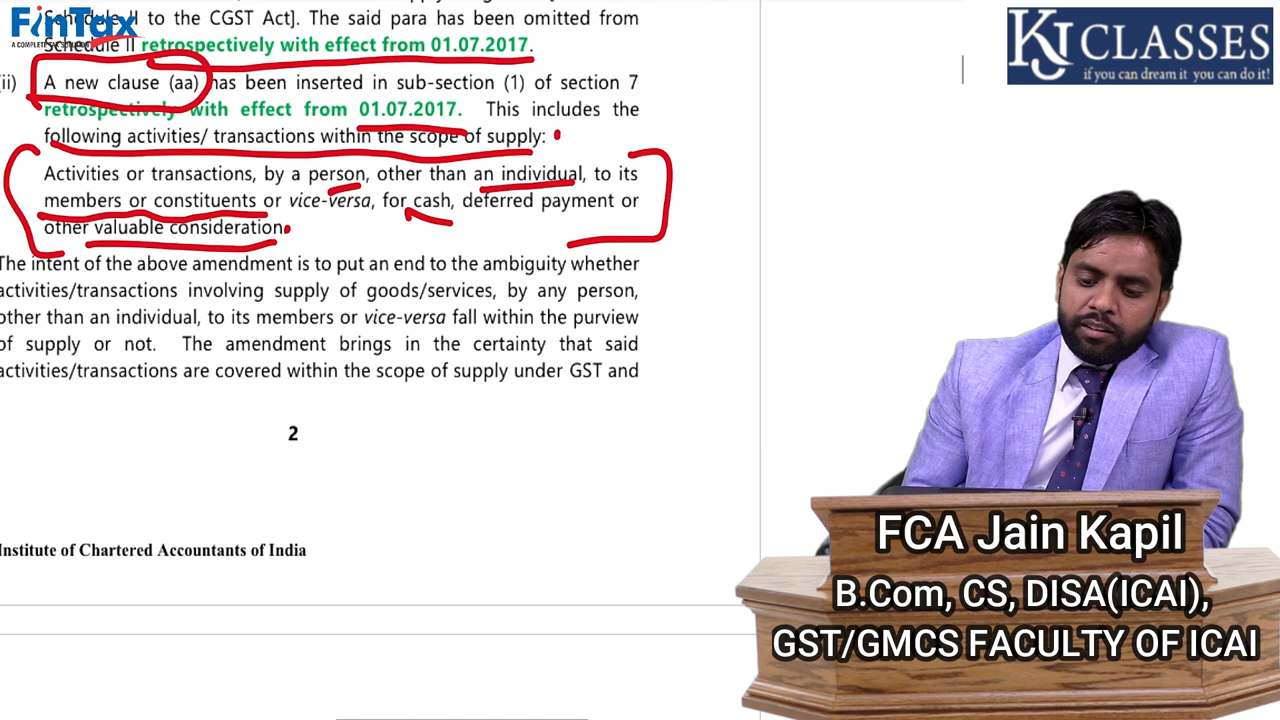 Schedule II to the CGST Act]. The said para has been omitted from
Schedule II retrospectively with effect from 01.07.2017.
FinTax
A COMPLETE TAX SOLUTION
(ii) A new clause (aa) has been inserted in sub-section (1) of section 7
retrospectively with effect from 01.07.2017. This includes the
following activities/ transactions within the scope of supply:
Activities or transactions, by a person, other than an individual, to its
members or constituents or vice-versa, for cash, deferred payment or
other valuable consideration.
The intent of the above amendment is to put an end to the ambiguity whether
activities/transactions involving supply of goods/services, by any person,
other than an individual, to its members or vice-versa fall within the purview
of supply or not. The amendment brings in the certainty that said
activities/transactions are covered within the scope of supply under GST and
2
Institute of Chartered Accountants of India
KJ CLASSES
if you can dream it you can do it!
FCA Jain Kapil
B.Com, CS, DISA(ICAI),
GST/GMCS FACULTY OF ICAI